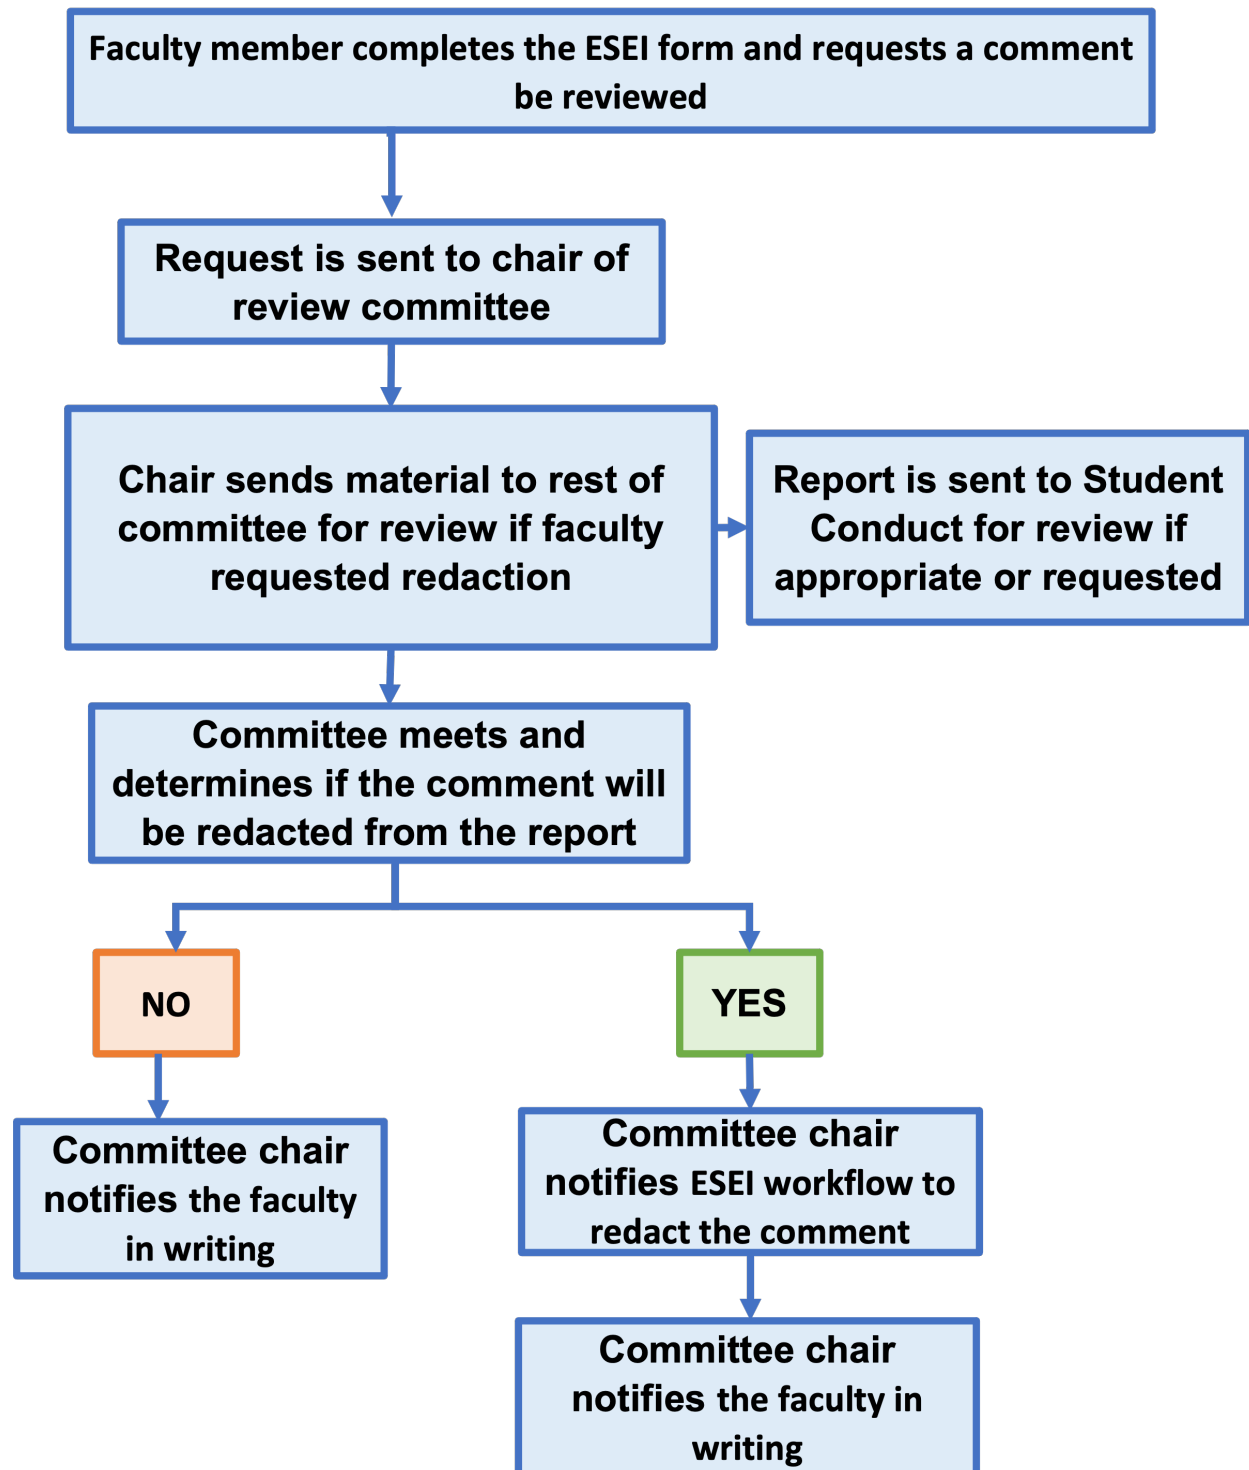 Faculty member completes the ESEI form and requests a comment
be reviewed
Request is sent to chair of
review committee
Chair sends material to rest of
committee for review if faculty
requested redaction
Report is sent to Student
Conduct for review if
appropriate or requested
Committee meets and
determines if the comment will
be redacted from the report
NO
YES
Committee chair
notifies the faculty
in writing
Committee chair
notifies ESEI workflow to
redact the comment
Committee chair
notifies the faculty in
writing